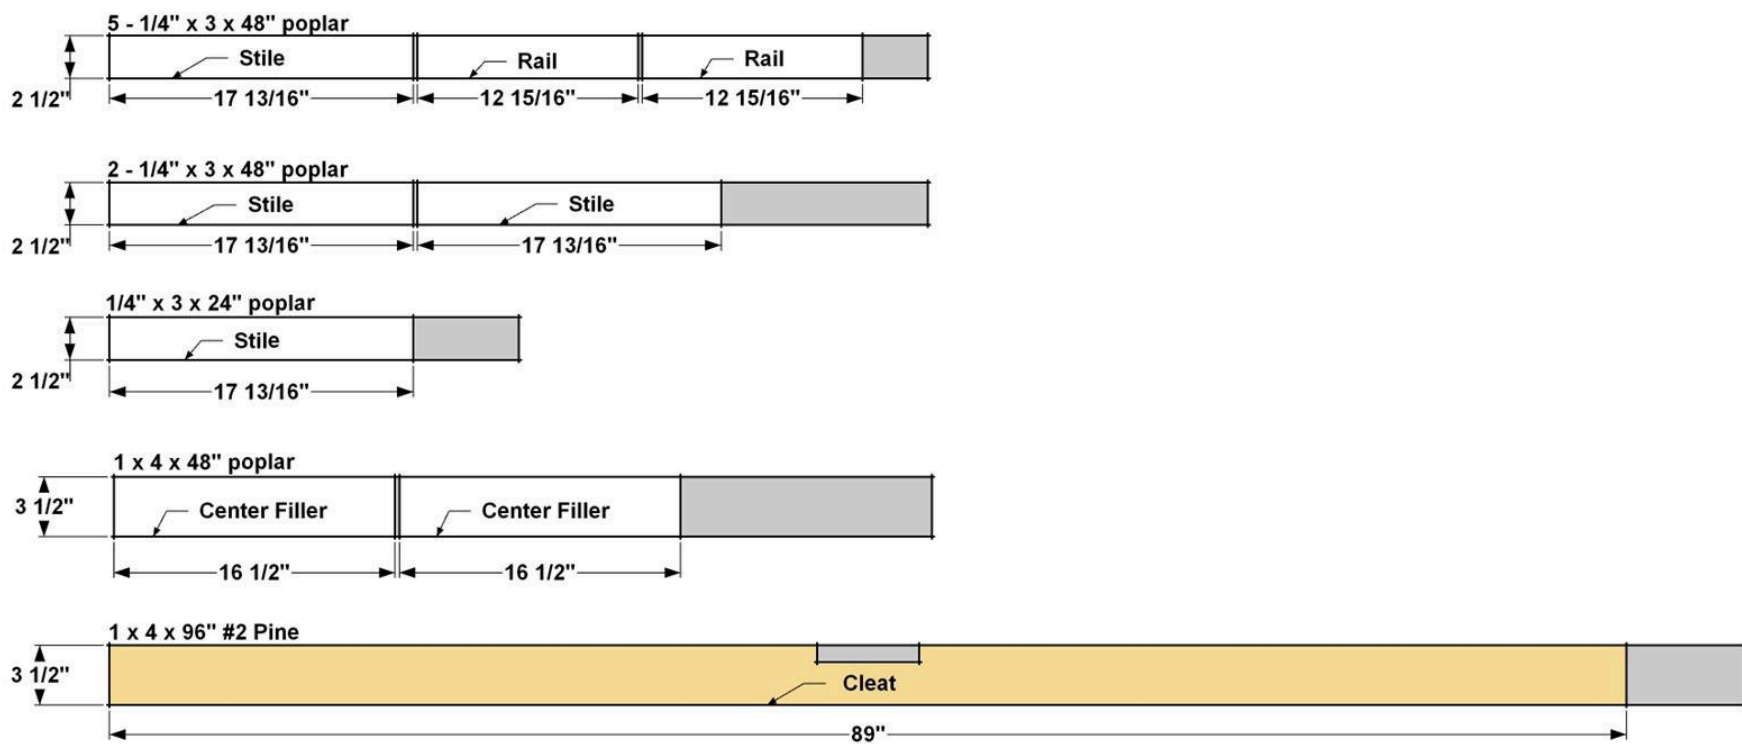 5 - 1/4" x 3 x 48" poplar
Stile
Rail
Rail
2 1/2"
17 13/16"
12 15/16"
12 15/16"
2 - 1/4" x 3 x 48" poplar
Stile
Stile
2 1/2"
17 13/16"
17 13/16"
1/4" x 3 x 24" poplar
Stile
2 1/2"
17 13/16"
1 x 4 x 48" poplar
3 1/2"
Center Filler
Center Filler
16 1/2"
16 1/2"
1 x 4 x 96" #2 Pine
3 1/2"
Cleat
89"